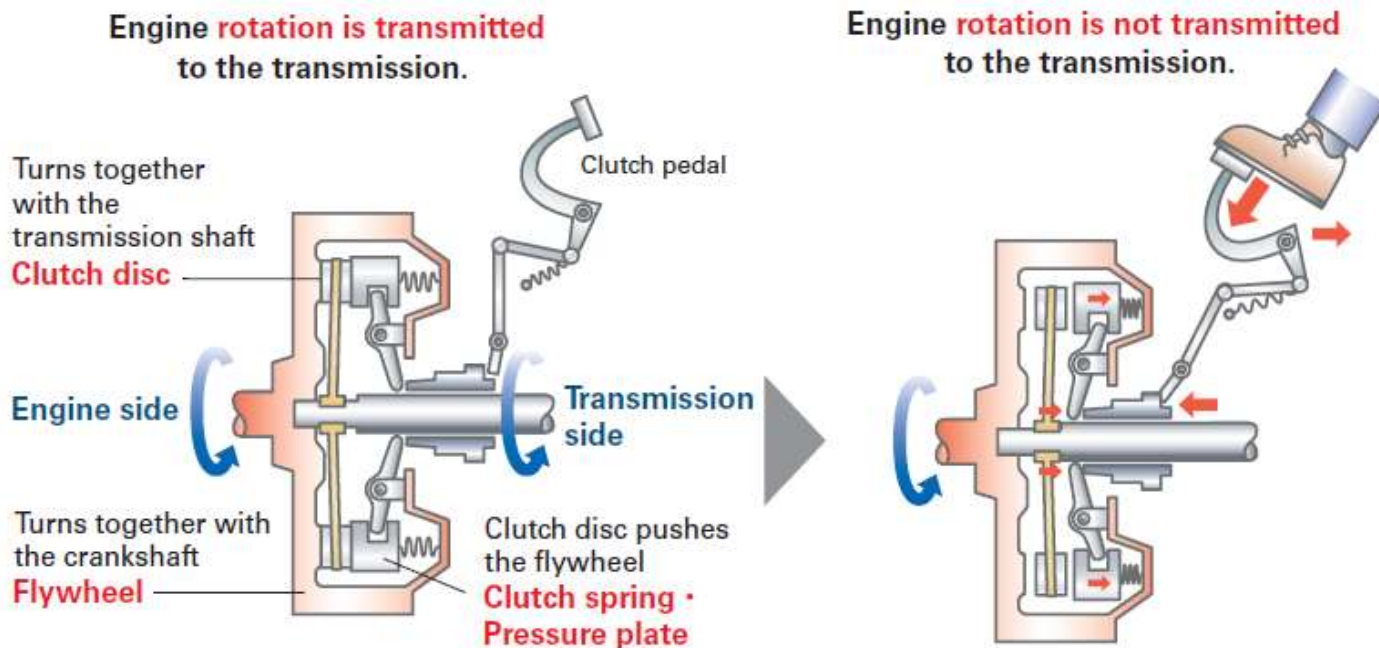 Engine rotation is transmitted
to the transmission.
Engine rotation is not transmitted
to the transmission.
Clutch pedal
Turns together
with the
transmission shaft
Clutch disc
Engine side
Transmission
side
Turns together with
the crankshaft
Flywheel
Clutch disc pushes
the flywheel
Clutch spring・
Pressure plate